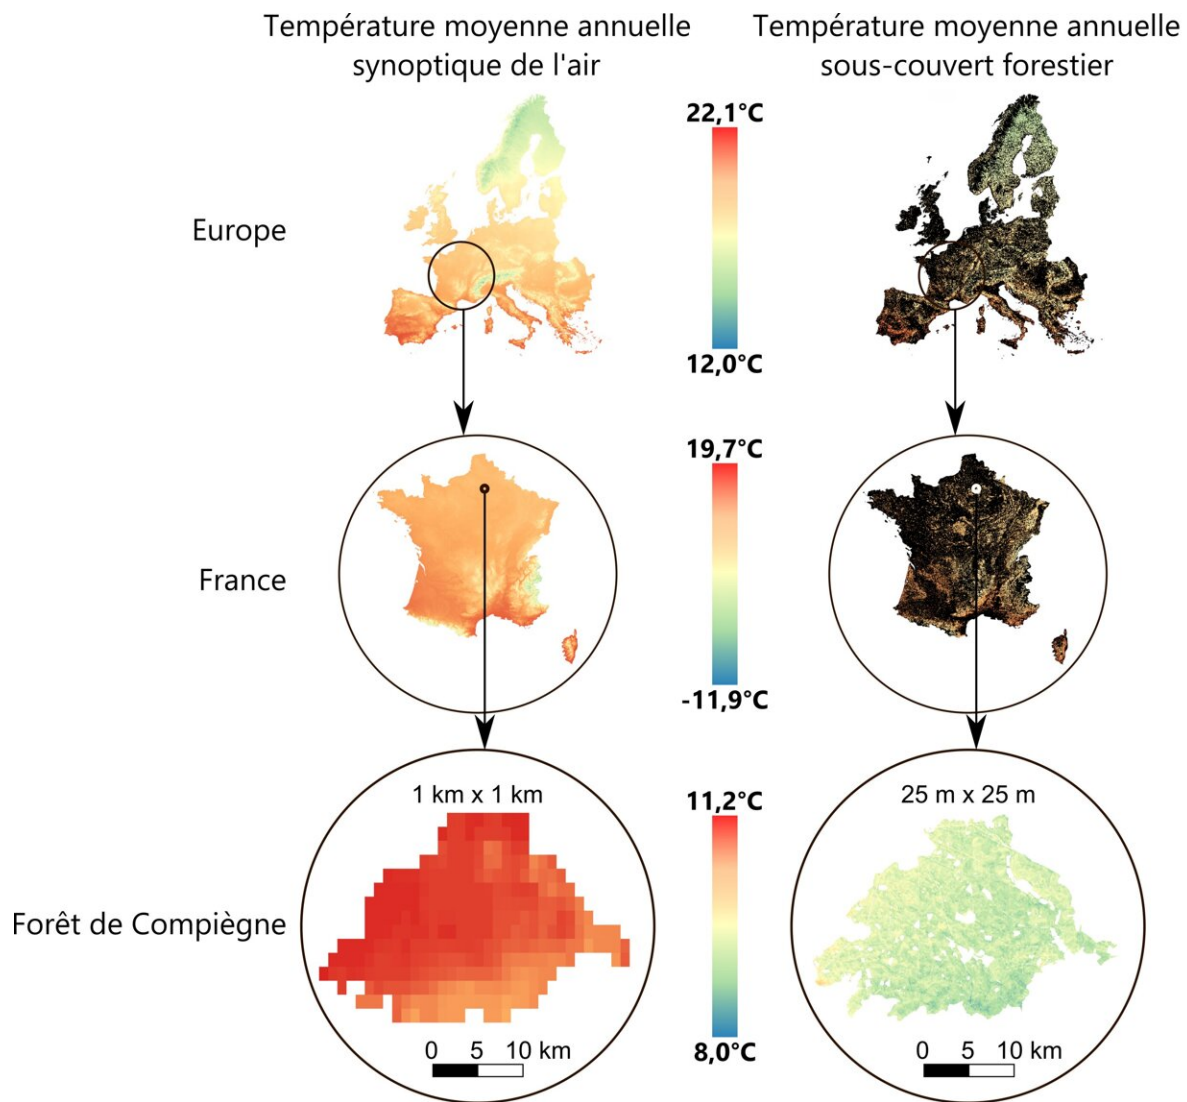 Température moyenne annuelle
synoptique de l'air
Température moyenne annuelle
sous-couvert forestier
Europe
22,1°C
12,0°C
France
19,7°C
-11,9°C
Forêt de Compiègne
1 km x 1 km
11,2°C
8,0°C
25 m x 25 m
0 5 10 km
0 5 10 km